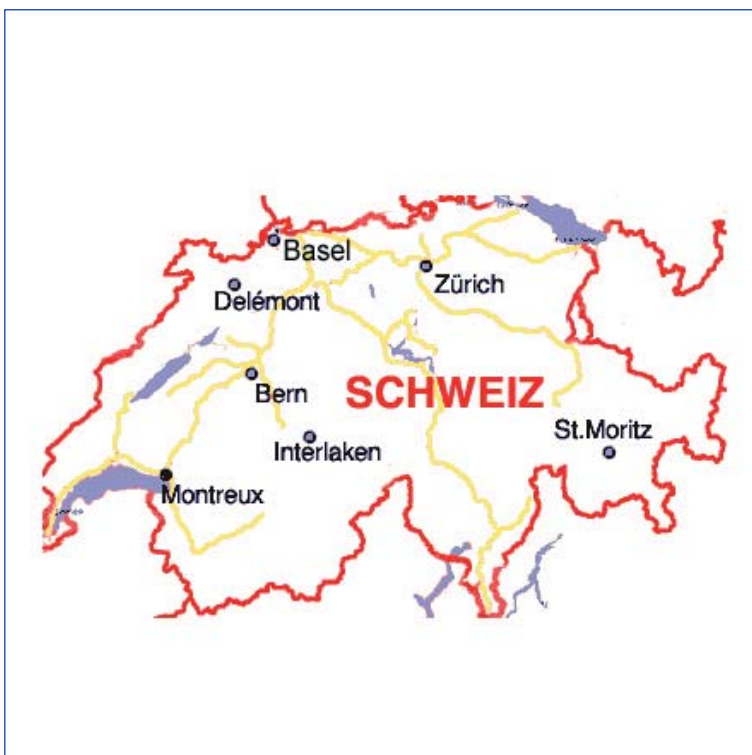 Basel
Zürich
Delémont
Bern
SCHWEIZ
St.Moritz
Interlaken
Montreux